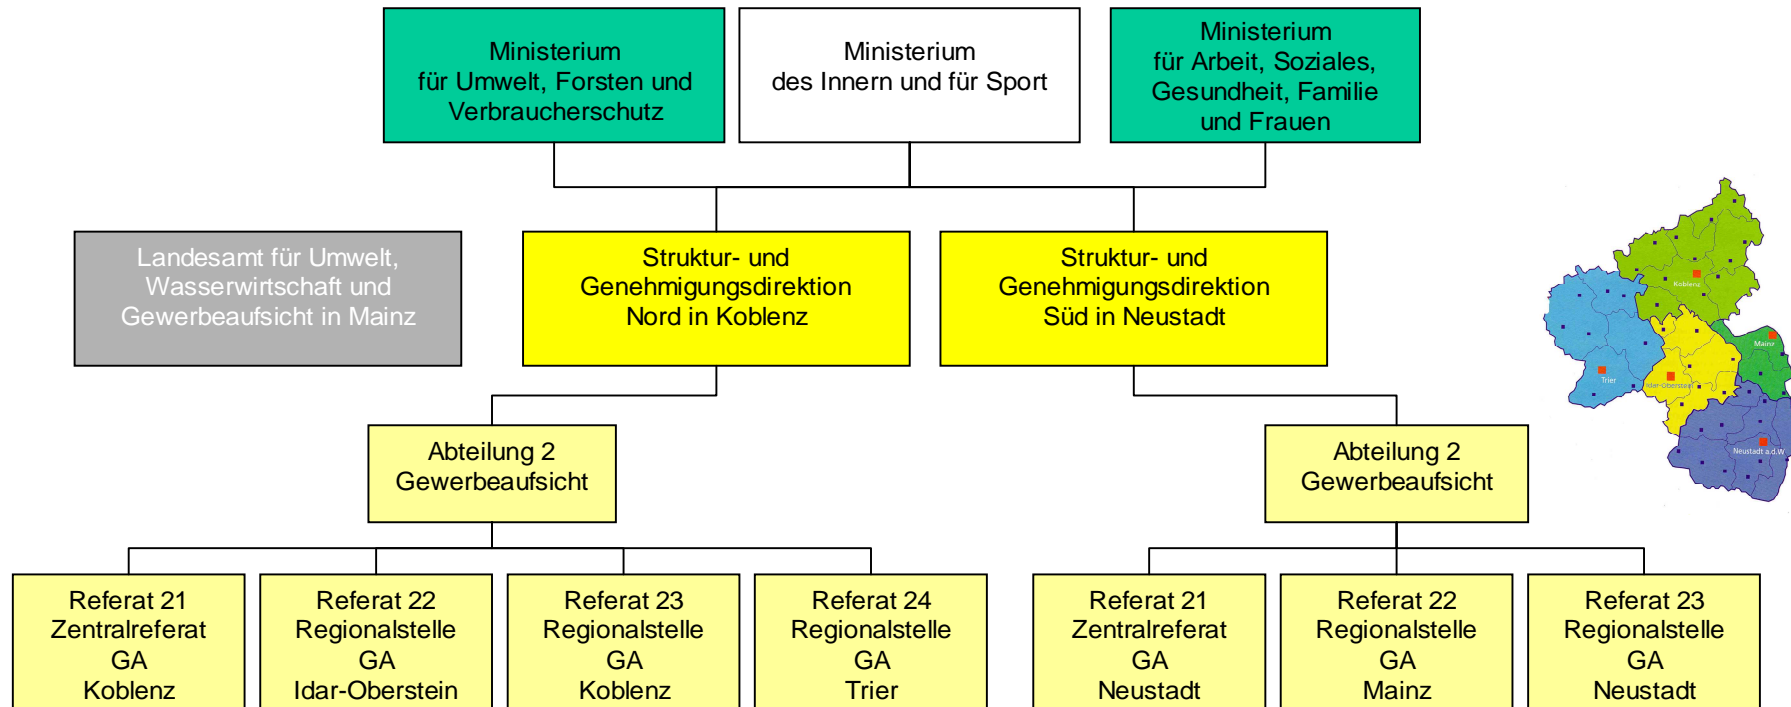 Ministerium
für Umwelt, Forsten und
Verbraucherschutz
Ministerium
des Innern und für Sport
Ministerium
für Arbeit, Soziales,
Gesundheit, Familie
und Frauen
Landesamt für Umwelt,
Wasserwirtschaft und
Gewerbeaufsicht in Mainz
Struktur- und
Genehmigungsdirektion
Nord in Koblenz
Struktur- und
Genehmigungsdirektion
Süd in Neustadt
Koblenz
Mainz
Trier
Idar-Oberstein
Neustadt a.d.W
Abteilung 2
Gewerbeaufsicht
Abteilung 2
Gewerbeaufsicht
Referat 21
Zentralreferat
GA
Koblenz
Referat 22
Regionalstelle
GA
Idar-Oberstein
Referat 23
Regionalstelle
GA
Koblenz
Referat 24
Regionalstelle
GA
Trier
Referat 21
Zentralreferat
GA
Neustadt
Referat 22
Regionalstelle
GA
Mainz
Referat 23
Regionalstelle
GA
Neustadt